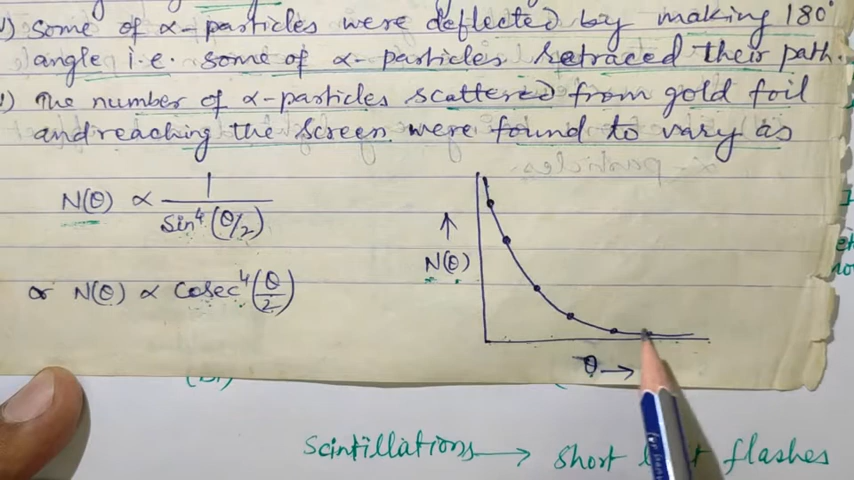 some of α-particles were deflected by making 180°
angle i.e. some of α-particles retraced their path.
The number of α-particles scattered from gold foil
and reaching the screen were found to vary as
N(θ) ∝ 1/Sin⁴(θ/2)
or N(θ) ∝ Cosec⁴(θ/2)
↑
N(θ)
θ →
Scintillations → Short flashes